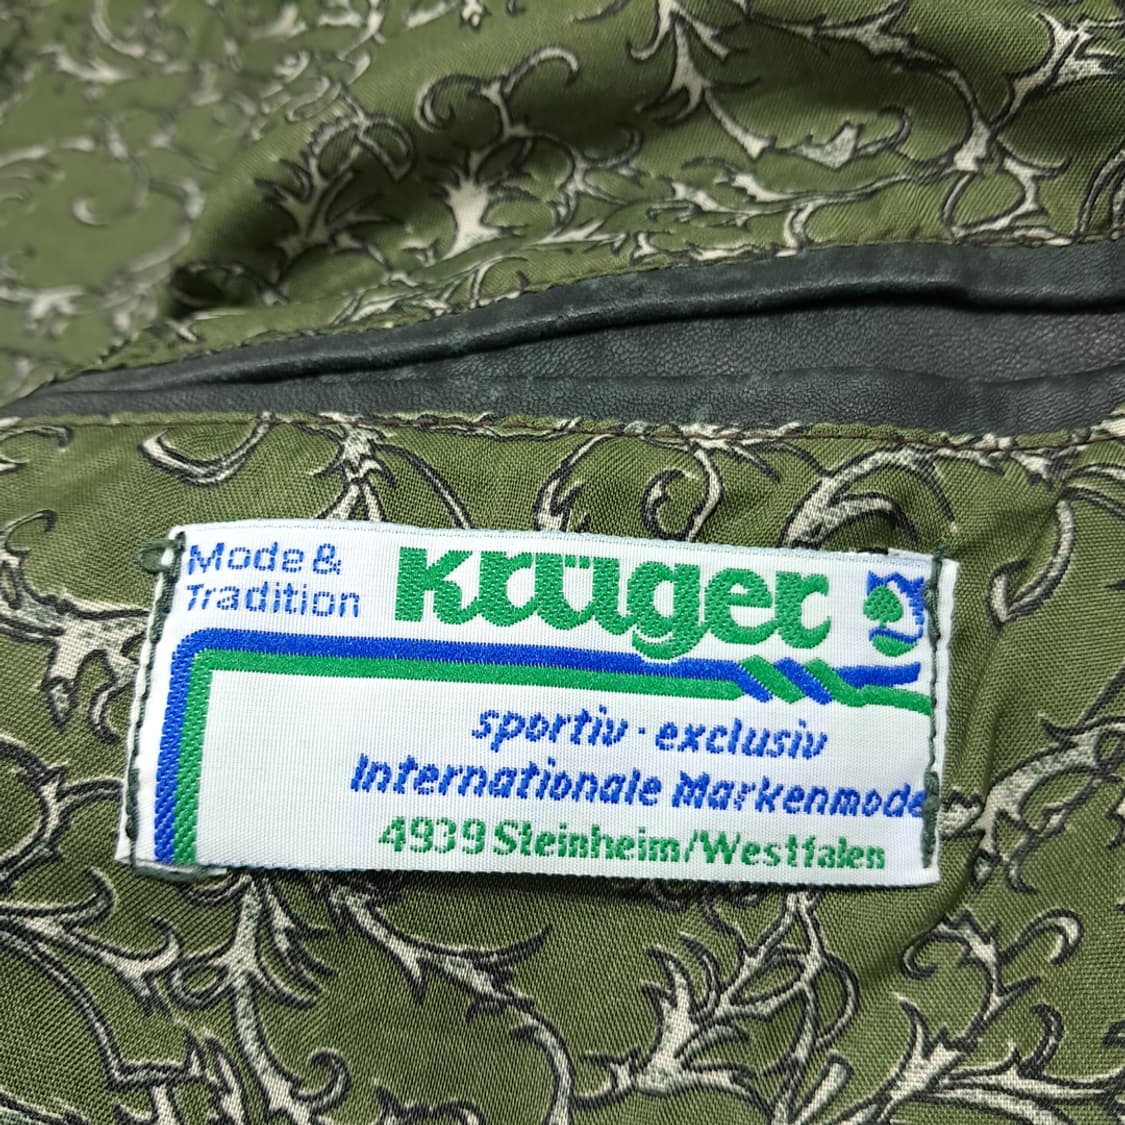 Mode &
Tradition
Krüger
sportiv · exclusiv
Internationale Markenmode
4939 Steinheim/Westfalen